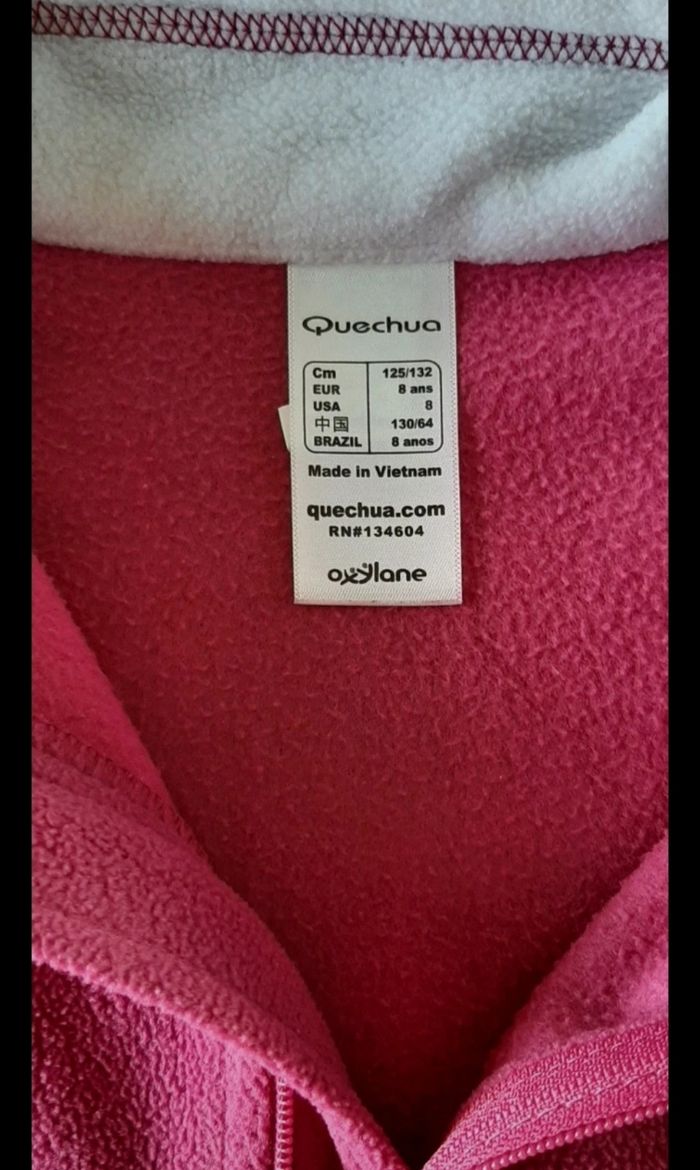 Quechua
Cm 125/132
EUR 8 ans
USA 8
中国 130/64
BRAZIL 8 anos
Made in Vietnam
quechua.com
RN#134604
oxylane